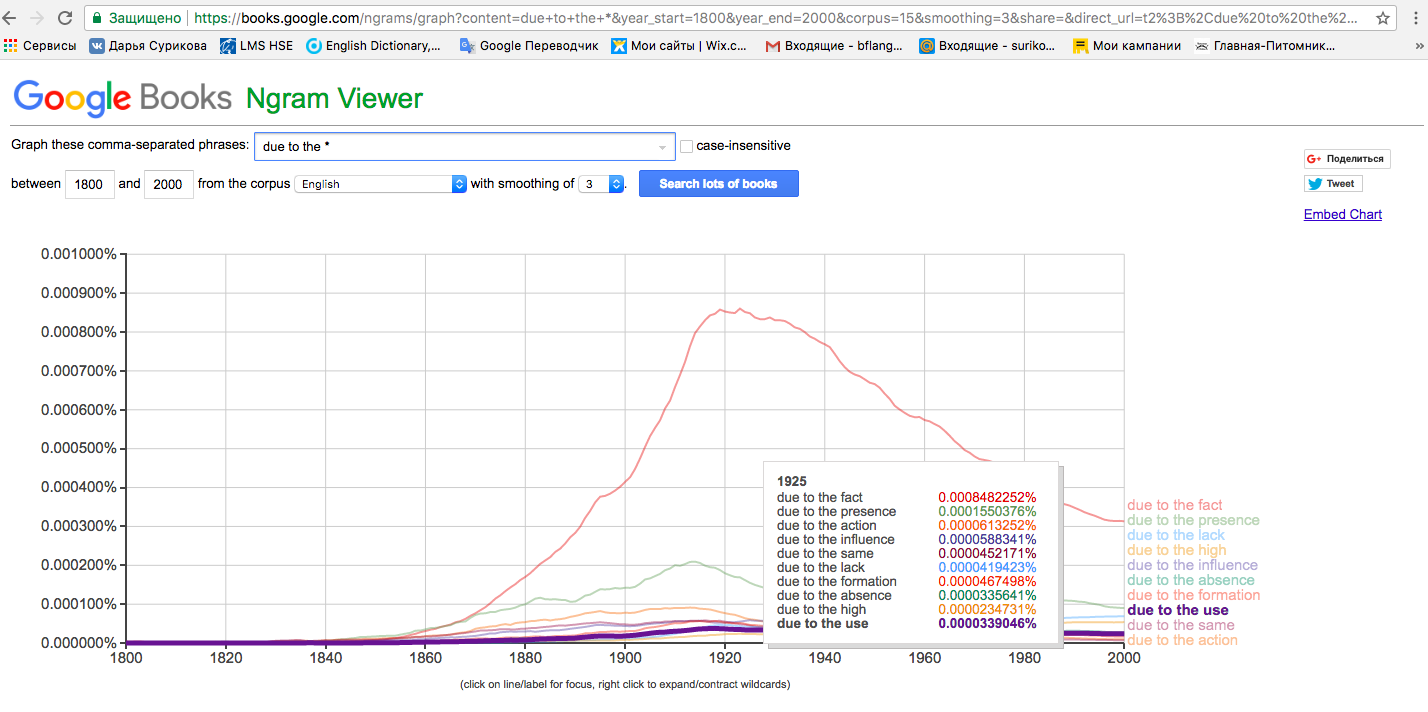 Защищено https://books.google.com/ngrams/graph?content=due+to+the+*&year_start=1800&year_end=2000&corpus=15&smoothing=3&share=&direct_url=t2%3B%2Cdue%20to%20the%2...
Сервисы Дарья Сурикова LMS HSE English Dictionary,... Google Переводчик Мои сайты | Wix.c... Входящие - bflang... Входящие - suriko... Мои кампании Главная-Питомник... »
Google Books Ngram Viewer
Graph these comma-separated phrases: due to the * case-insensitive
between 1800 and 2000 from the corpus English with smoothing of 3 . Search lots of books
G+ Поделиться
Tweet
Embed Chart
0.001000%
0.000900%
0.000800%
0.000700%
0.000600%
0.000500%
0.000400%
0.000300%
0.000200%
0.000100%
0.000000%
1925
due to the fact 0.0008482252%
due to the presence 0.0001550376%
due to the action 0.0000613252%
due to the influence 0.0000588341%
due to the same 0.0000452171%
due to the lack 0.0000419423%
due to the formation 0.0000467498%
due to the absence 0.0000335641%
due to the high 0.0000234731%
due to the use 0.0000339046%
due to the fact
due to the presence
due to the lack
due to the high
due to the influence
due to the absence
due to the formation
due to the use
due to the same
due to the action
1800 1820 1840 1860 1880 1900 1920 1940 1960 1980 2000
(click on line/label for focus, right click to expand/contract wildcards)